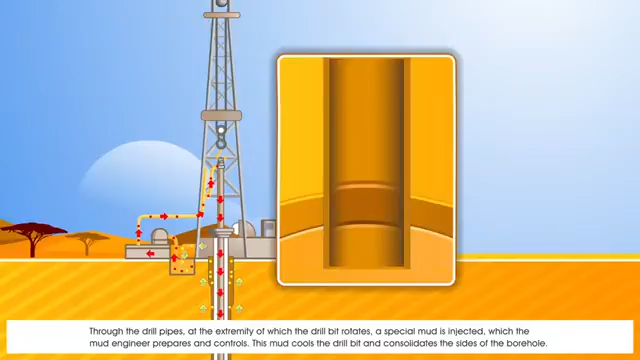 Through the drill pipes, at the extremity of which the drill bit rotates, a special mud is injected, which the
mud engineer prepares and controls. This mud cools the drill bit and consolidates the sides of the borehole.